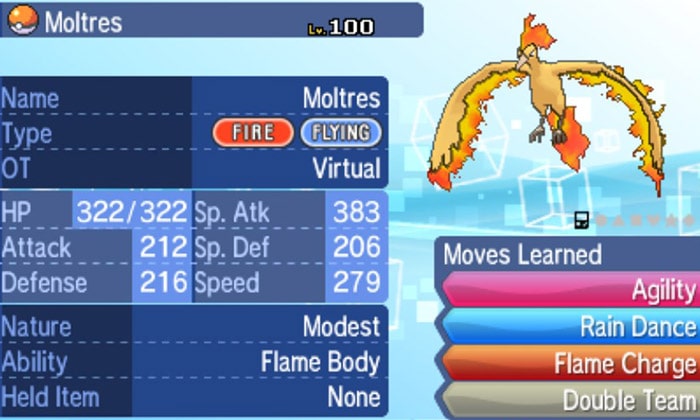 Moltres Lv. 100
Name Moltres
Type FIRE FLYING
OT Virtual
HP 322/322 Sp. Atk 383
Attack 212 Sp. Def 206
Defense 216 Speed 279
Nature Modest
Ability Flame Body
Held Item None
Moves Learned
Agility
Rain Dance
Flame Charge
Double Team